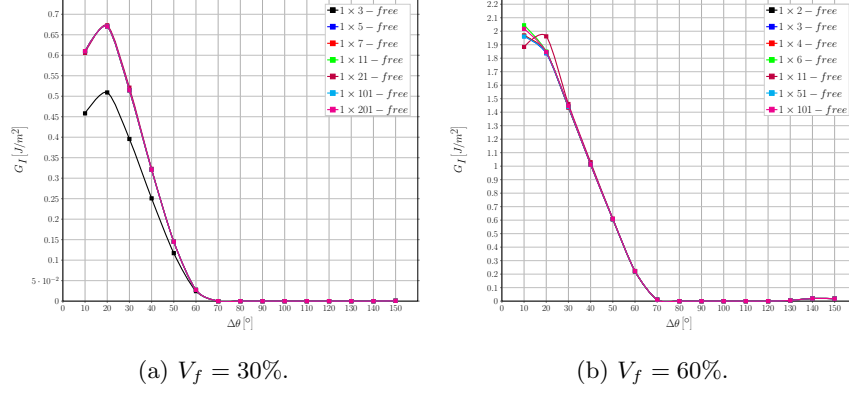 0.7
0.65
0.6
0.55
0.5
0.45
0.4
0.35
0.3
0.25
0.2
0.15
0.1
5 · 10⁻²
0
G_I [J/m²]
10 20 30 40 50 60 70 80 90 100 110 120 130 140 150
Δθ [°]
1 × 3 − free
1 × 5 − free
1 × 7 − free
1 × 11 − free
1 × 21 − free
1 × 101 − free
1 × 201 − free
(a) V_f = 30%.
2.2
2.1
2
1.9
1.8
1.7
1.6
1.5
1.4
1.3
1.2
1.1
1
0.9
0.8
0.7
0.6
0.5
0.4
0.3
0.2
0.1
0
G_I [J/m²]
10 20 30 40 50 60 70 80 90 100 110 120 130 140 150
Δθ [°]
1 × 2 − free
1 × 3 − free
1 × 4 − free
1 × 6 − free
1 × 11 − free
1 × 51 − free
1 × 101 − free
(b) V_f = 60%.